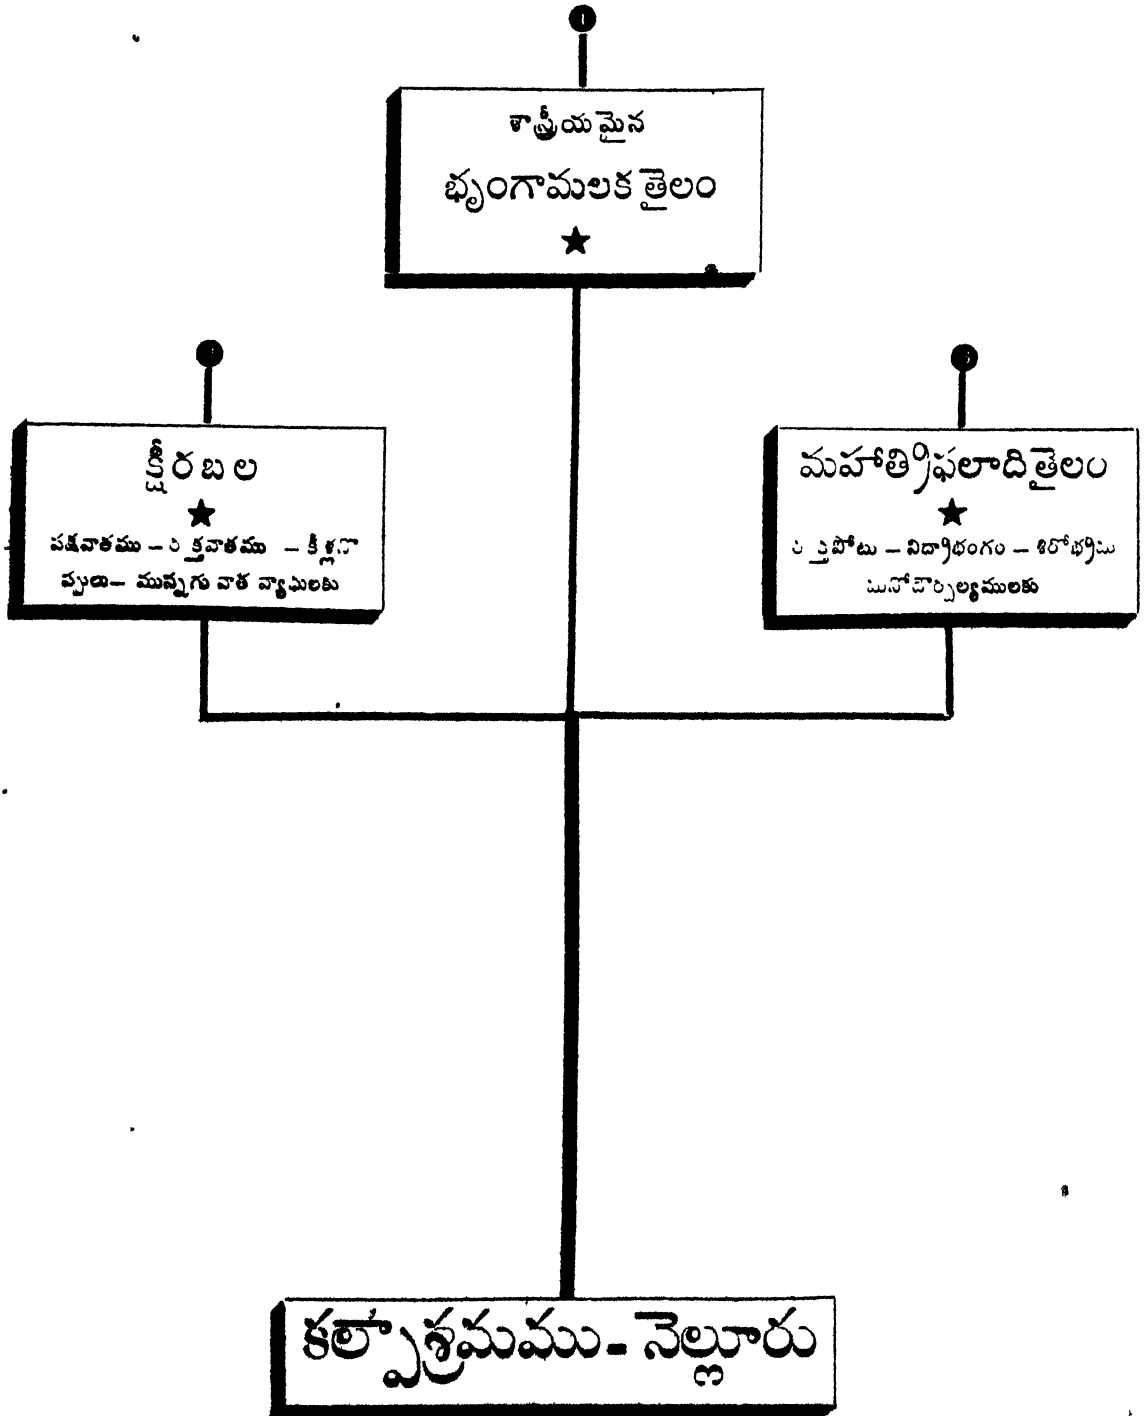 శాస్త్రీయమైన
భృంగామలక తైలం
క్షీరబల
పక్షవాతము – రక్తవాతము – కీళ్లనొ
ప్పులు– మున్నగు వాత వ్యాధులకు
మహాత్రిఫలాదితైలం
రక్తపోటు – నిద్రాభంగం – శిరోభ్రమ
మనోదౌర్బల్యములకు
కల్పాశ్రమము - నెల్లూరు